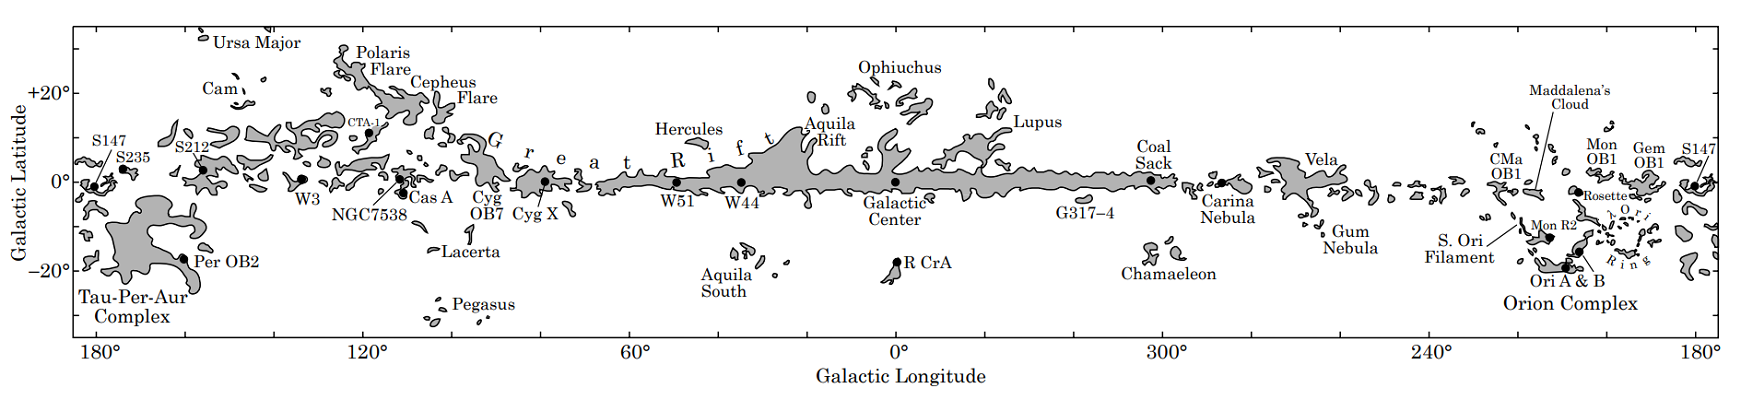 Ursa Major
Polaris
Flare
Cam
Cepheus
Flare
Ophiuchus
Maddalena's
Cloud
+20°
CTA-1
Hercules
Aquila
Rift
Lupus
S147
S235
S212
Great Rift
Coal
Sack
Vela
CMa
OB1
Mon
OB1
Gem
OB1
S147
0°
W3
NGC7538
Cas A
Cyg
OB7
Cyg X
W51
W44
Galactic
Center
G317–4
Carina
Nebula
Rosette
λ Ori
Ring
Mon R2
Gum
Nebula
S. Ori
Filament
Lacerta
Per OB2
−20°
Aquila
South
R CrA
Chamaeleon
Ori A & B
Orion Complex
Tau-Per-Aur
Complex
Pegasus
Galactic Latitude
180°
120°
60°
0°
300°
240°
180°
Galactic Longitude